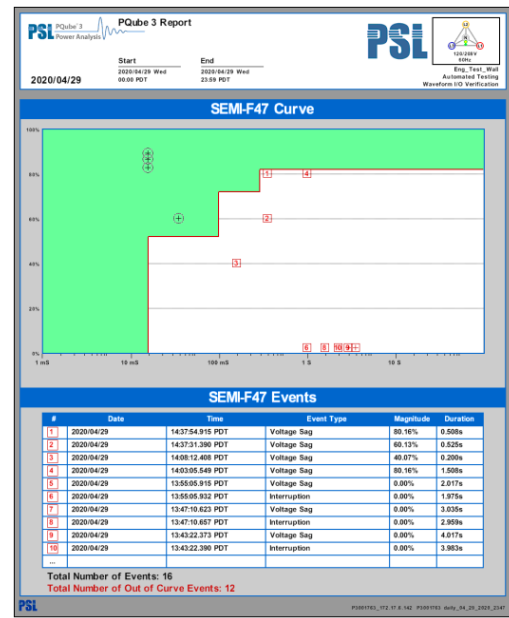 PSL PQube 3 Power Analysis
PQube 3 Report
Start End
2020/04/29 Wed 2020/04/29 Wed
2020/04/29 00:00 PDT 23:59 PDT
PSL
L2
N
L3 L1
120/208V
60Hz
Eng_Test_Wall
Automated Testing
Waveform I/O Verification
SEMI-F47 Curve
100%
80%
60%
40%
20%
0%
1 4
2
3
6 8 10 9
1 mS 10 mS 100 mS 1 S 10 S
SEMI-F47 Events
# Date Time Event Type Magnitude Duration
1 2020/04/29 14:37:54.915 PDT Voltage Sag 80.16% 0.508s
2 2020/04/29 14:37:31.390 PDT Voltage Sag 60.13% 0.525s
3 2020/04/29 14:08:12.408 PDT Voltage Sag 40.07% 0.200s
4 2020/04/29 14:03:05.549 PDT Voltage Sag 80.16% 1.508s
5 2020/04/29 13:55:05.915 PDT Voltage Sag 0.00% 2.017s
6 2020/04/29 13:55:05.932 PDT Interruption 0.00% 1.975s
7 2020/04/29 13:47:10.623 PDT Voltage Sag 0.00% 3.035s
8 2020/04/29 13:47:10.657 PDT Interruption 0.00% 2.959s
9 2020/04/29 13:43:22.373 PDT Voltage Sag 0.00% 4.017s
10 2020/04/29 13:43:22.390 PDT Interruption 0.00% 3.983s
...
Total Number of Events: 16
Total Number of Out of Curve Events: 12
PSL